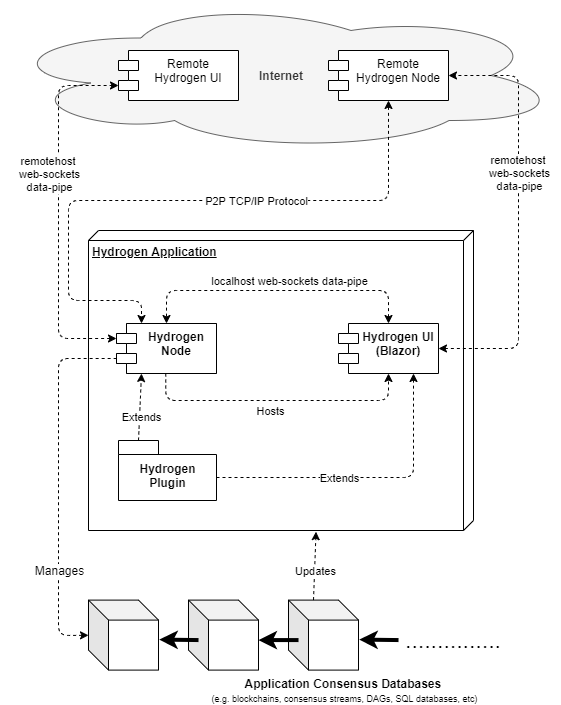 Remote
Hydrogen UI
Internet
Remote
Hydrogen Node
remotehost
web-sockets
data-pipe
remotehost
web-sockets
data-pipe
P2P TCP/IP Protocol
Hydrogen Application
localhost web-sockets data-pipe
Hydrogen
Node
Hydrogen UI
(Blazor)
Hosts
Extends
Hydrogen
Plugin
Extends
Manages
Updates
Application Consensus Databases
(e.g. blockchains, consensus streams, DAGs, SQL databases, etc)